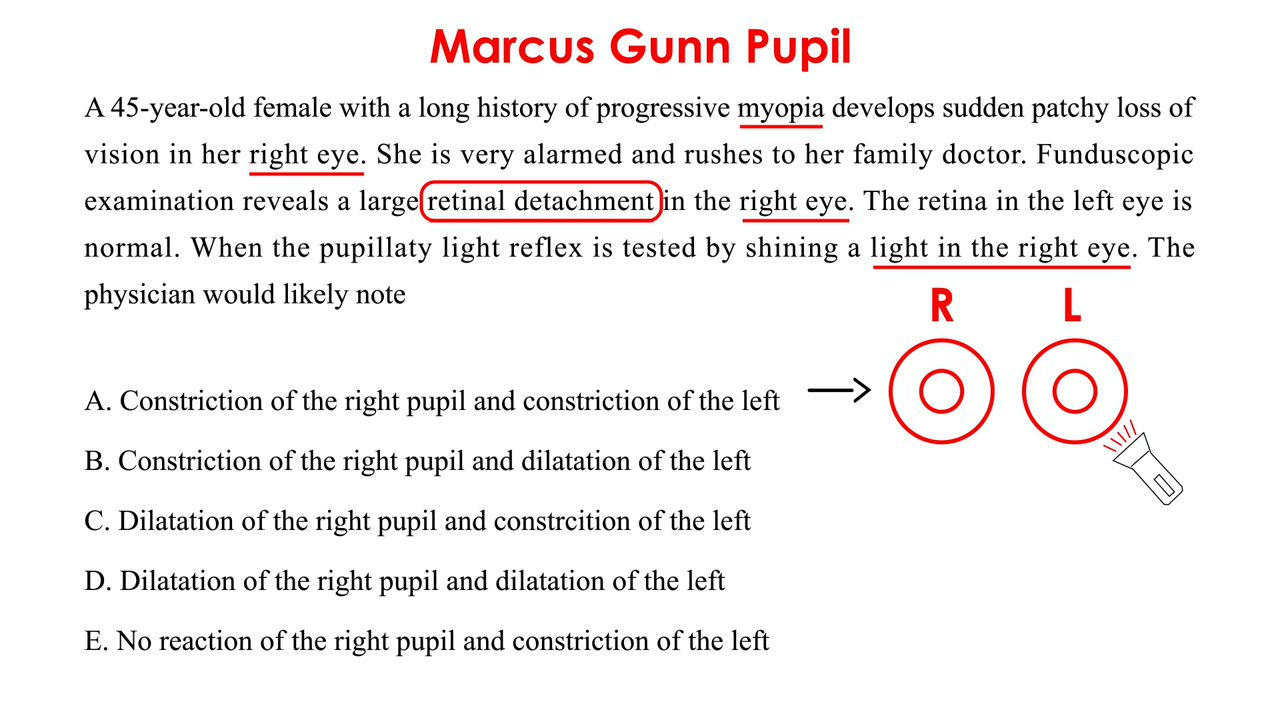 Marcus Gunn Pupil
A 45-year-old female with a long history of progressive myopia develops sudden patchy loss of
vision in her right eye. She is very alarmed and rushes to her family doctor. Funduscopic
examination reveals a large retinal detachment in the right eye. The retina in the left eye is
normal. When the pupillaty light reflex is tested by shining a light in the right eye. The
physician would likely note
R L
A. Constriction of the right pupil and constriction of the left
B. Constriction of the right pupil and dilatation of the left
C. Dilatation of the right pupil and constrcition of the left
D. Dilatation of the right pupil and dilatation of the left
E. No reaction of the right pupil and constriction of the left